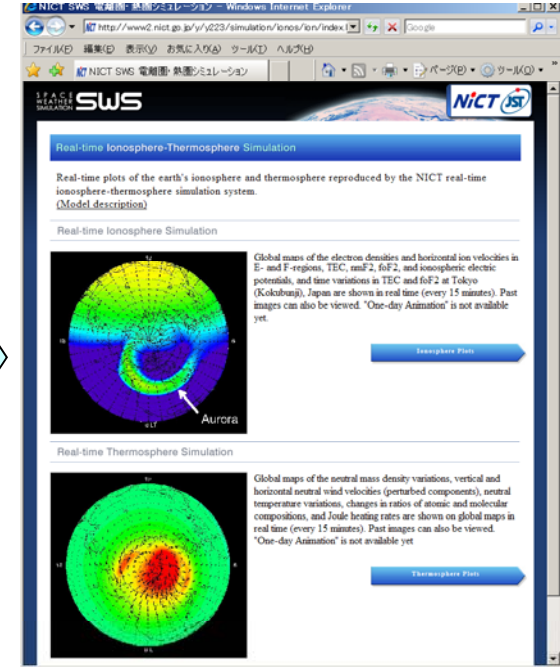 NICT SWS 電離圏・熱圏シミュレーション - Windows Internet Explorer
http://www2.nict.go.jp/y/y223/simulation/ionos/ion/index.
Google
ファイル(F) 編集(E) 表示(V) お気に入り(A) ツール(T) ヘルプ(H)
NICT SWS 電離圏・熱圏シミュレーション
ページ(P) ツール(O)
SPACE WEATHER SIMULATION SWS
NiCT JST
Real-time Ionosphere-Thermosphere Simulation
Real-time plots of the earth's ionosphere and thermosphere reproduced by the NICT real-time
ionosphere-thermosphere simulation system.
(Model description)
Real-time Ionosphere Simulation
Global maps of the electron densities and horizontal ion velocities in
E- and F-regions, TEC, nmF2, foF2, and ionospheric electric
potentials, and time variations in TEC and foF2 at Tokyo
(Kokubunji), Japan are shown in real time (every 15 minutes). Past
images can also be viewed. "One-day Animation" is not available
yet.
Ionosphere Plots
Aurora
Real-time Thermosphere Simulation
Global maps of the neutral mass density variations, vertical and
horizontal neutral wind velocities (perturbed components), neutral
temperature variations, changes in ratios of atomic and molecular
compositions, and Joule heating rates are shown on global maps in
real time (every 15 minutes). Past images can also be viewed.
"One-day Animation" is not available yet
Thermosphere Plots